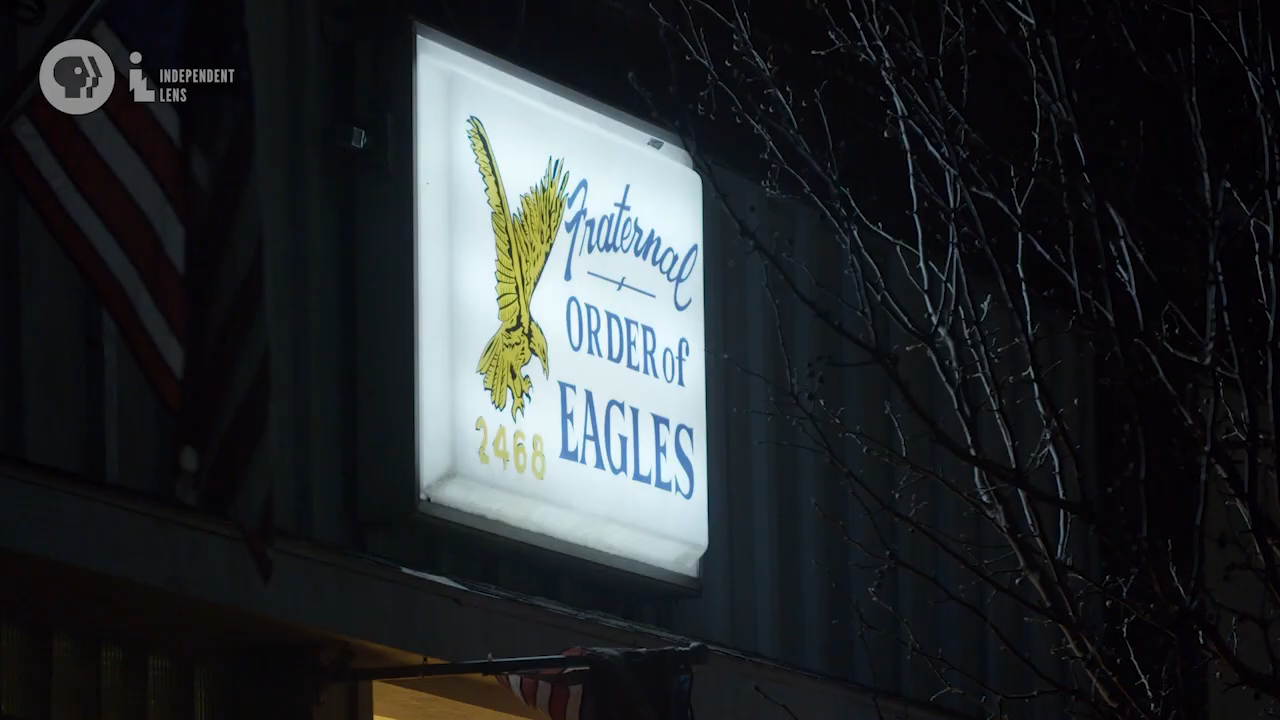 INDEPENDENT
LENS
fraternal
ORDER of
EAGLES
2468